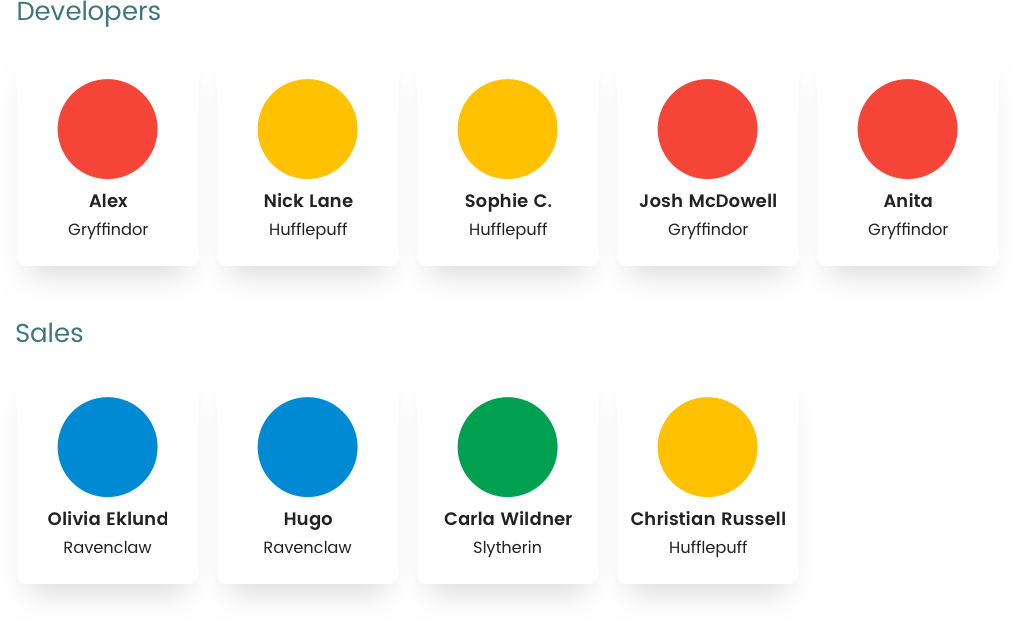 Developers
Alex
Gryffindor
Nick Lane
Hufflepuff
Sophie C.
Hufflepuff
Josh McDowell
Gryffindor
Anita
Gryffindor
Sales
Olivia Eklund
Ravenclaw
Hugo
Ravenclaw
Carla Wildner
Slytherin
Christian Russell
Hufflepuff